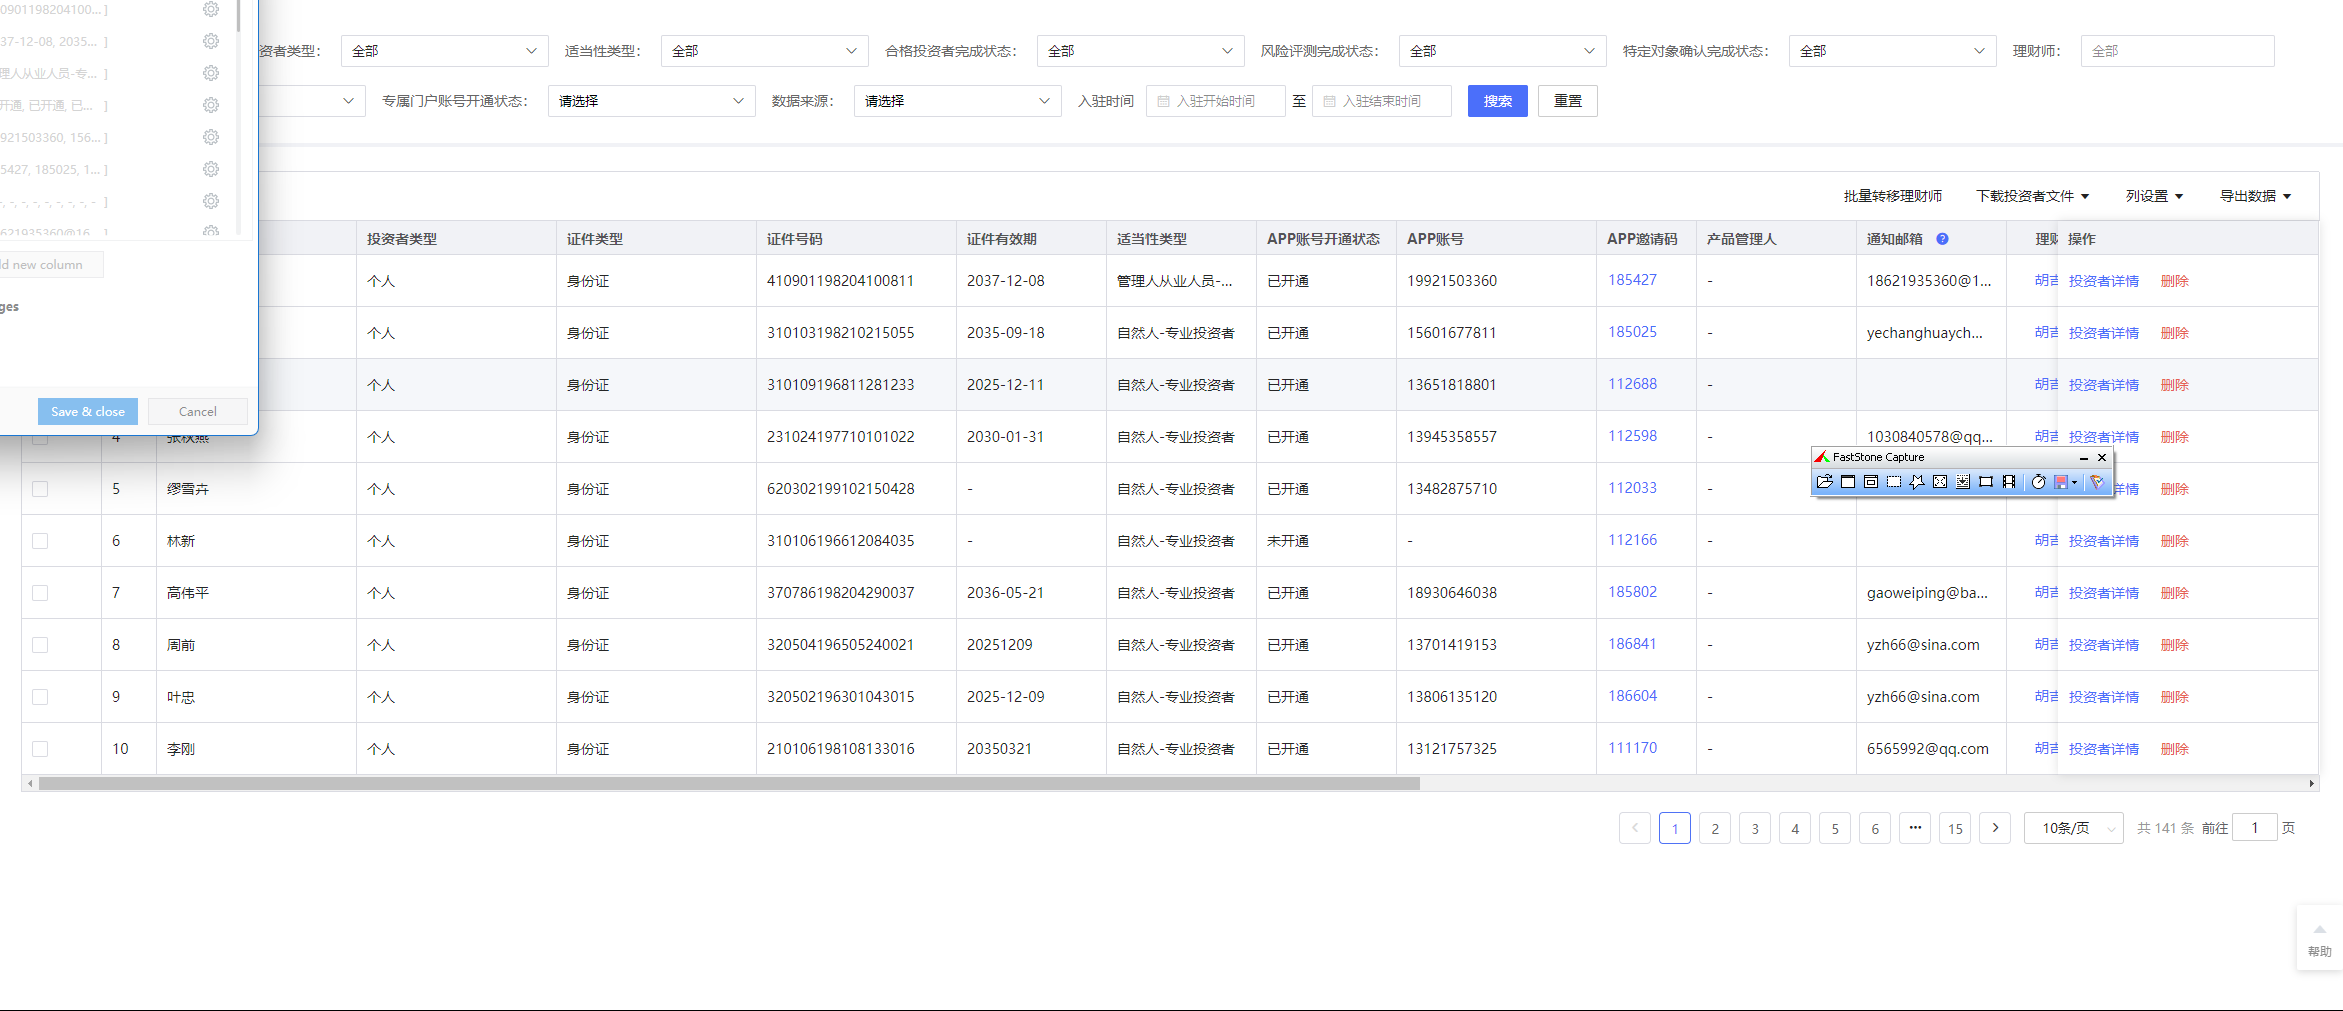 0901198204100... ]
37-12-08, 2035... ]
理人从业人员-专... ]
开通, 已开通, 已... ]
921503360, 156... ]
5427, 185025, 1... ]
-, -, -, -, -, -, -, -, - ]
621935360@16... ]
ld new column
ges
Save & close Cancel
资者类型： 全部 适当性类型： 全部 合格投资者完成状态： 全部 风险评测完成状态： 全部 特定对象确认完成状态： 全部 理财师： 全部
专属门户账号开通状态： 请选择 数据来源： 请选择 入驻时间 入驻开始时间 至 入驻结束时间 搜索 重置
批量转移理财师 下载投资者文件 列设置 导出数据
投资者类型 证件类型 证件号码 证件有效期 适当性类型 APP账号开通状态 APP账号 APP邀请码 产品管理人 通知邮箱 理财 操作
个人 身份证 410901198204100811 2037-12-08 管理人从业人员-... 已开通 19921503360 185427 - 18621935360@1... 胡吉 投资者详情 删除
个人 身份证 310103198210215055 2035-09-18 自然人-专业投资者 已开通 15601677811 185025 - yechanghuaych... 胡吉 投资者详情 删除
个人 身份证 310109196811281233 2025-12-11 自然人-专业投资者 已开通 13651818801 112688 - 胡吉 投资者详情 删除
4 张秋燕 个人 身份证 231024197710101022 2030-01-31 自然人-专业投资者 已开通 13945358557 112598 - 1030840578@qq... 胡吉 投资者详情 删除
FastStone Capture
5 缪雪卉 个人 身份证 620302199102150428 - 自然人-专业投资者 已开通 13482875710 112033 - 详情 删除
6 林新 个人 身份证 310106196612084035 - 自然人-专业投资者 未开通 - 112166 - 胡吉 投资者详情 删除
7 高伟平 个人 身份证 370786198204290037 2036-05-21 自然人-专业投资者 已开通 18930646038 185802 - gaoweiping@ba... 胡吉 投资者详情 删除
8 周前 个人 身份证 320504196505240021 20251209 自然人-专业投资者 已开通 13701419153 186841 - yzh66@sina.com 胡吉 投资者详情 删除
9 叶忠 个人 身份证 320502196301043015 2025-12-09 自然人-专业投资者 已开通 13806135120 186604 - yzh66@sina.com 胡吉 投资者详情 删除
10 李刚 个人 身份证 210106198108133016 20350321 自然人-专业投资者 已开通 13121757325 111170 - 6565992@qq.com 胡吉 投资者详情 删除
1 2 3 4 5 6 ••• 15 10条/页 共 141 条 前往 1 页
帮助